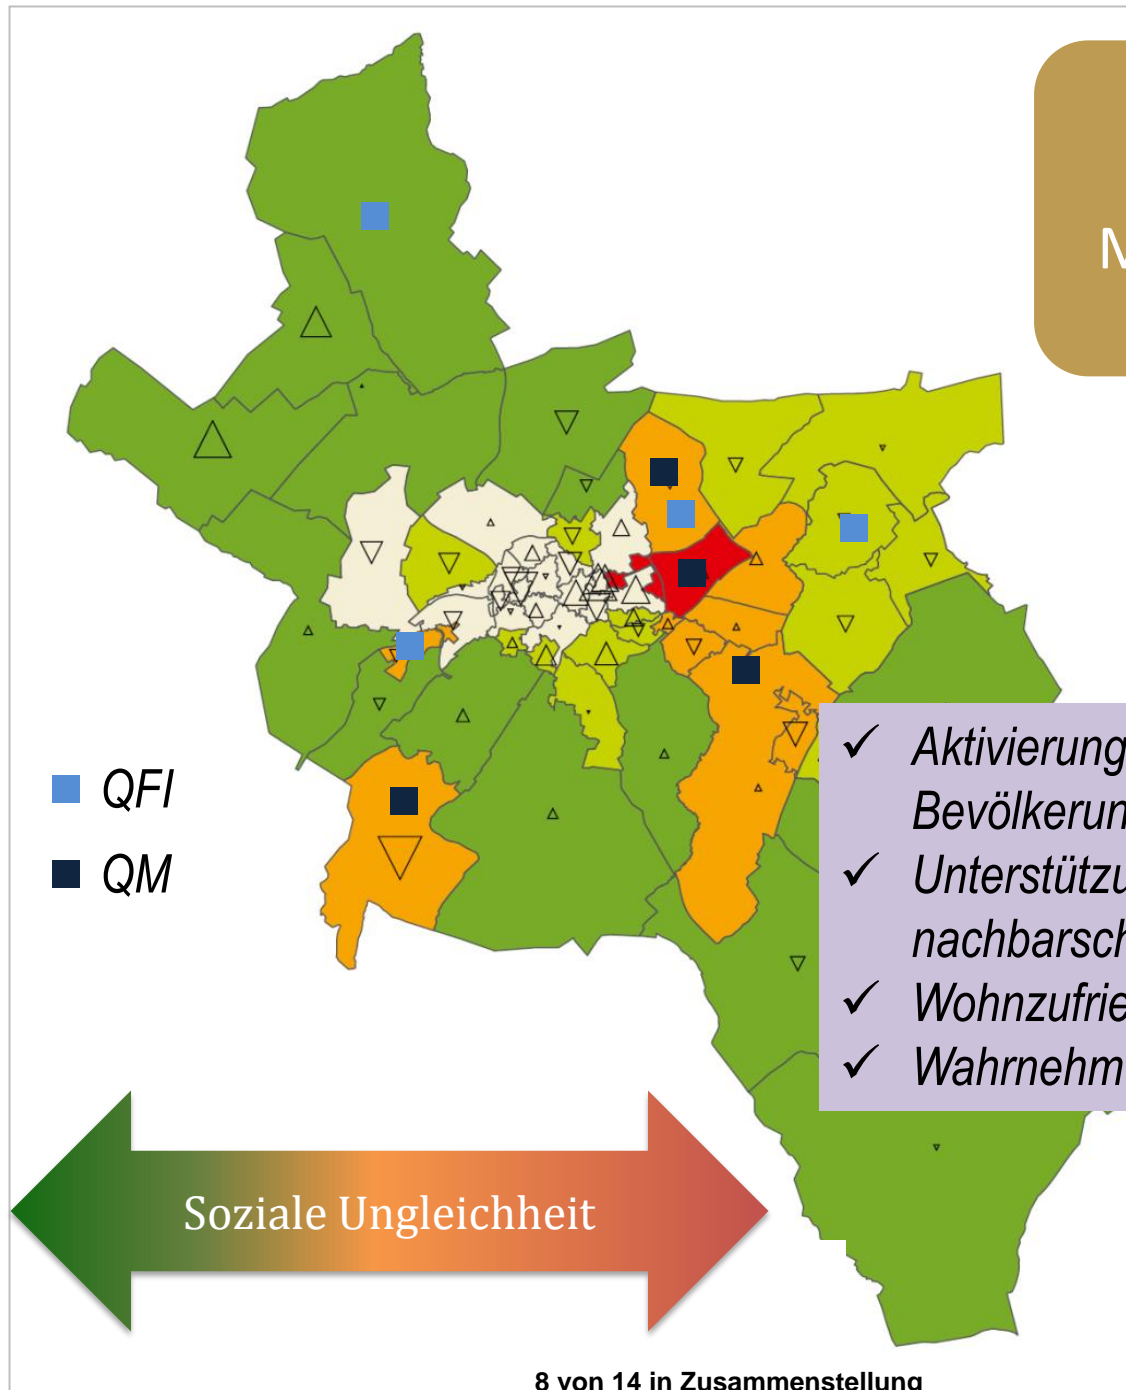 M
QFI
QM
✓ Aktivierung
Bevölkerun
✓ Unterstützu
nachbarsch
✓ Wohnzufrie
✓ Wahrnehm
Soziale Ungleichheit
8 von 14 in Zusammenstellung